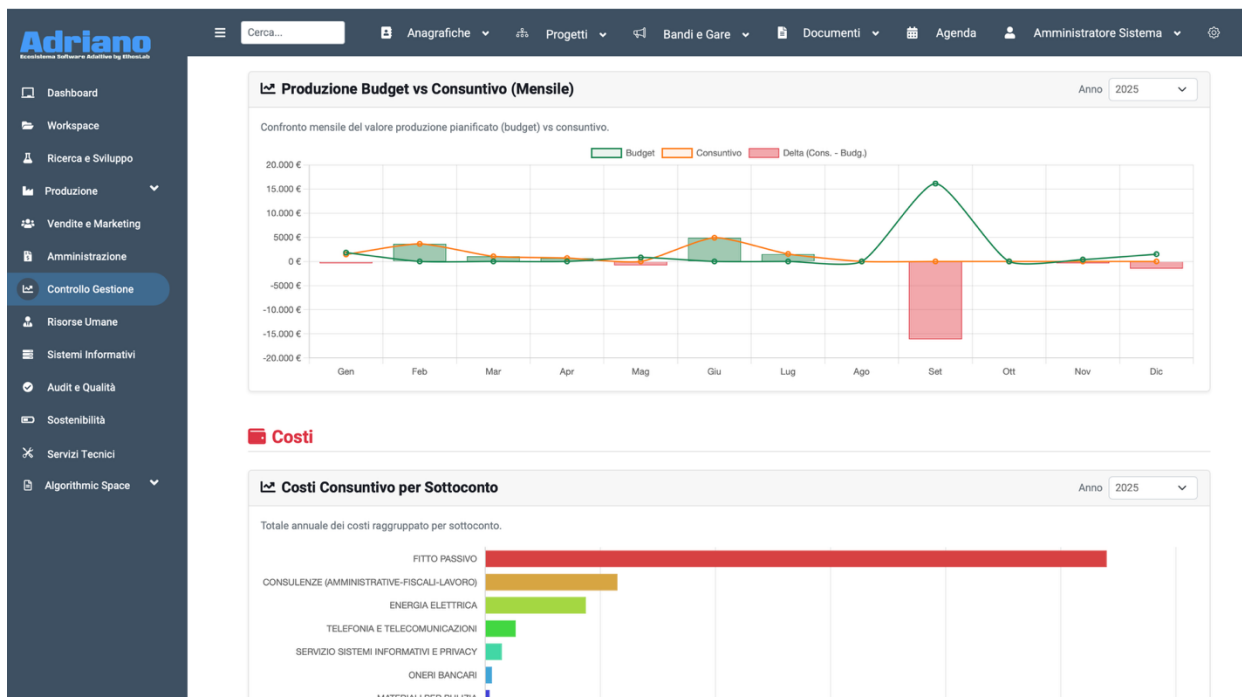 Adriano
Ecosistema Software Adattivo by EthosLab
Cerca...
Anagrafiche
Progetti
Bandi e Gare
Documenti
Agenda
Amministratore Sistema
Dashboard
Workspace
Ricerca e Sviluppo
Produzione
Vendite e Marketing
Amministrazione
Controllo Gestione
Risorse Umane
Sistemi Informativi
Audit e Qualità
Sostenibilità
Servizi Tecnici
Algorithmic Space
Produzione Budget vs Consuntivo (Mensile)
Anno 2025
Confronto mensile del valore produzione pianificato (budget) vs consuntivo.
Budget Consuntivo Delta (Cons. - Budg.)
20.000 €
15.000 €
10.000 €
5000 €
0 €
-5000 €
-10.000 €
-15.000 €
-20.000 €
Gen Feb Mar Apr Mag Giu Lug Ago Set Ott Nov Dic
Costi
Costi Consuntivo per Sottoconto
Anno 2025
Totale annuale dei costi raggruppato per sottoconto.
FITTO PASSIVO
CONSULENZE (AMMINISTRATIVE-FISCALI-LAVORO)
ENERGIA ELETTRICA
TELEFONIA E TELECOMUNICAZIONI
SERVIZIO SISTEMI INFORMATIVI E PRIVACY
ONERI BANCARI
MATERIALI PER PULIZIA